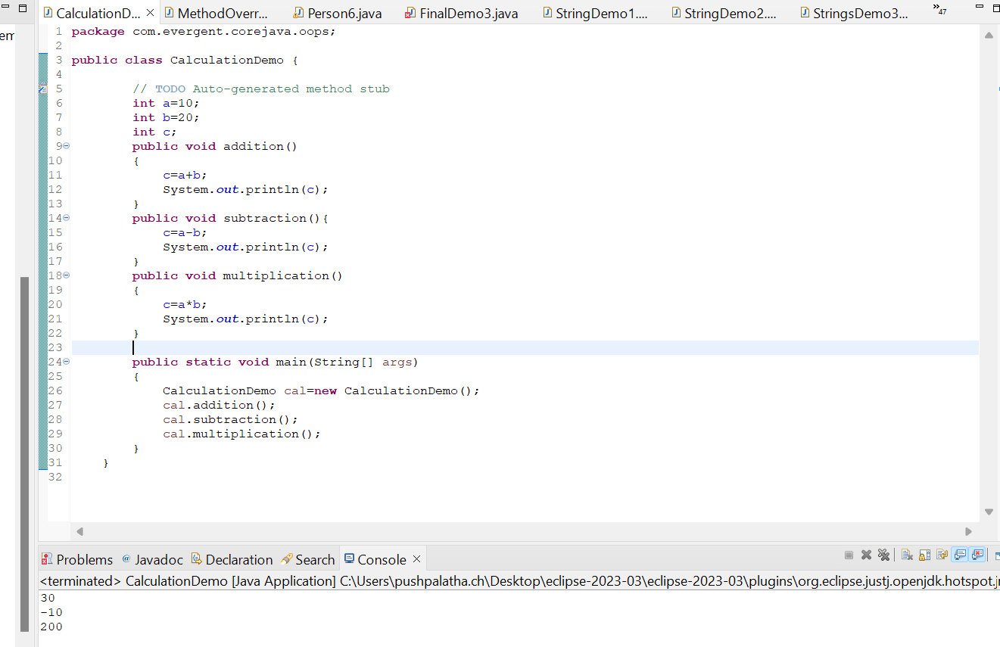 CalculationD... MethodOverr... Person6.java FinalDemo3.java StringDemo1.... StringDemo2.... StringsDemo3... »47
em
1 package com.evergent.corejava.oops;
2
3 public class CalculationDemo {
4
5 // TODO Auto-generated method stub
6 int a=10;
7 int b=20;
8 int c;
9 public void addition()
10 {
11 c=a+b;
12 System.out.println(c);
13 }
14 public void subtraction(){
15 c=a-b;
16 System.out.println(c);
17 }
18 public void multiplication()
19 {
20 c=a*b;
21 System.out.println(c);
22 }
23
24 public static void main(String[] args)
25 {
26 CalculationDemo cal=new CalculationDemo();
27 cal.addition();
28 cal.subtraction();
29 cal.multiplication();
30 }
31 }
32
Problems @ Javadoc Declaration Search Console
<terminated> CalculationDemo [Java Application] C:\Users\pushpalatha.ch\Desktop\eclipse-2023-03\eclipse-2023-03\plugins\org.eclipse.justj.openjdk.hotspot.jr
30
-10
200